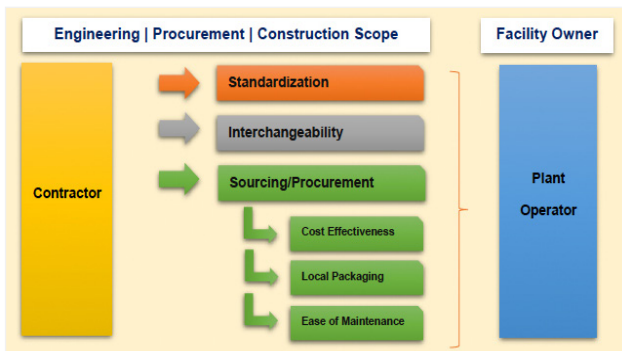 Engineering | Procurement | Construction Scope
Facility Owner
Contractor
Standardization
Interchangeability
Sourcing/Procurement
Cost Effectiveness
Local Packaging
Ease of Maintenance
Plant
Operator